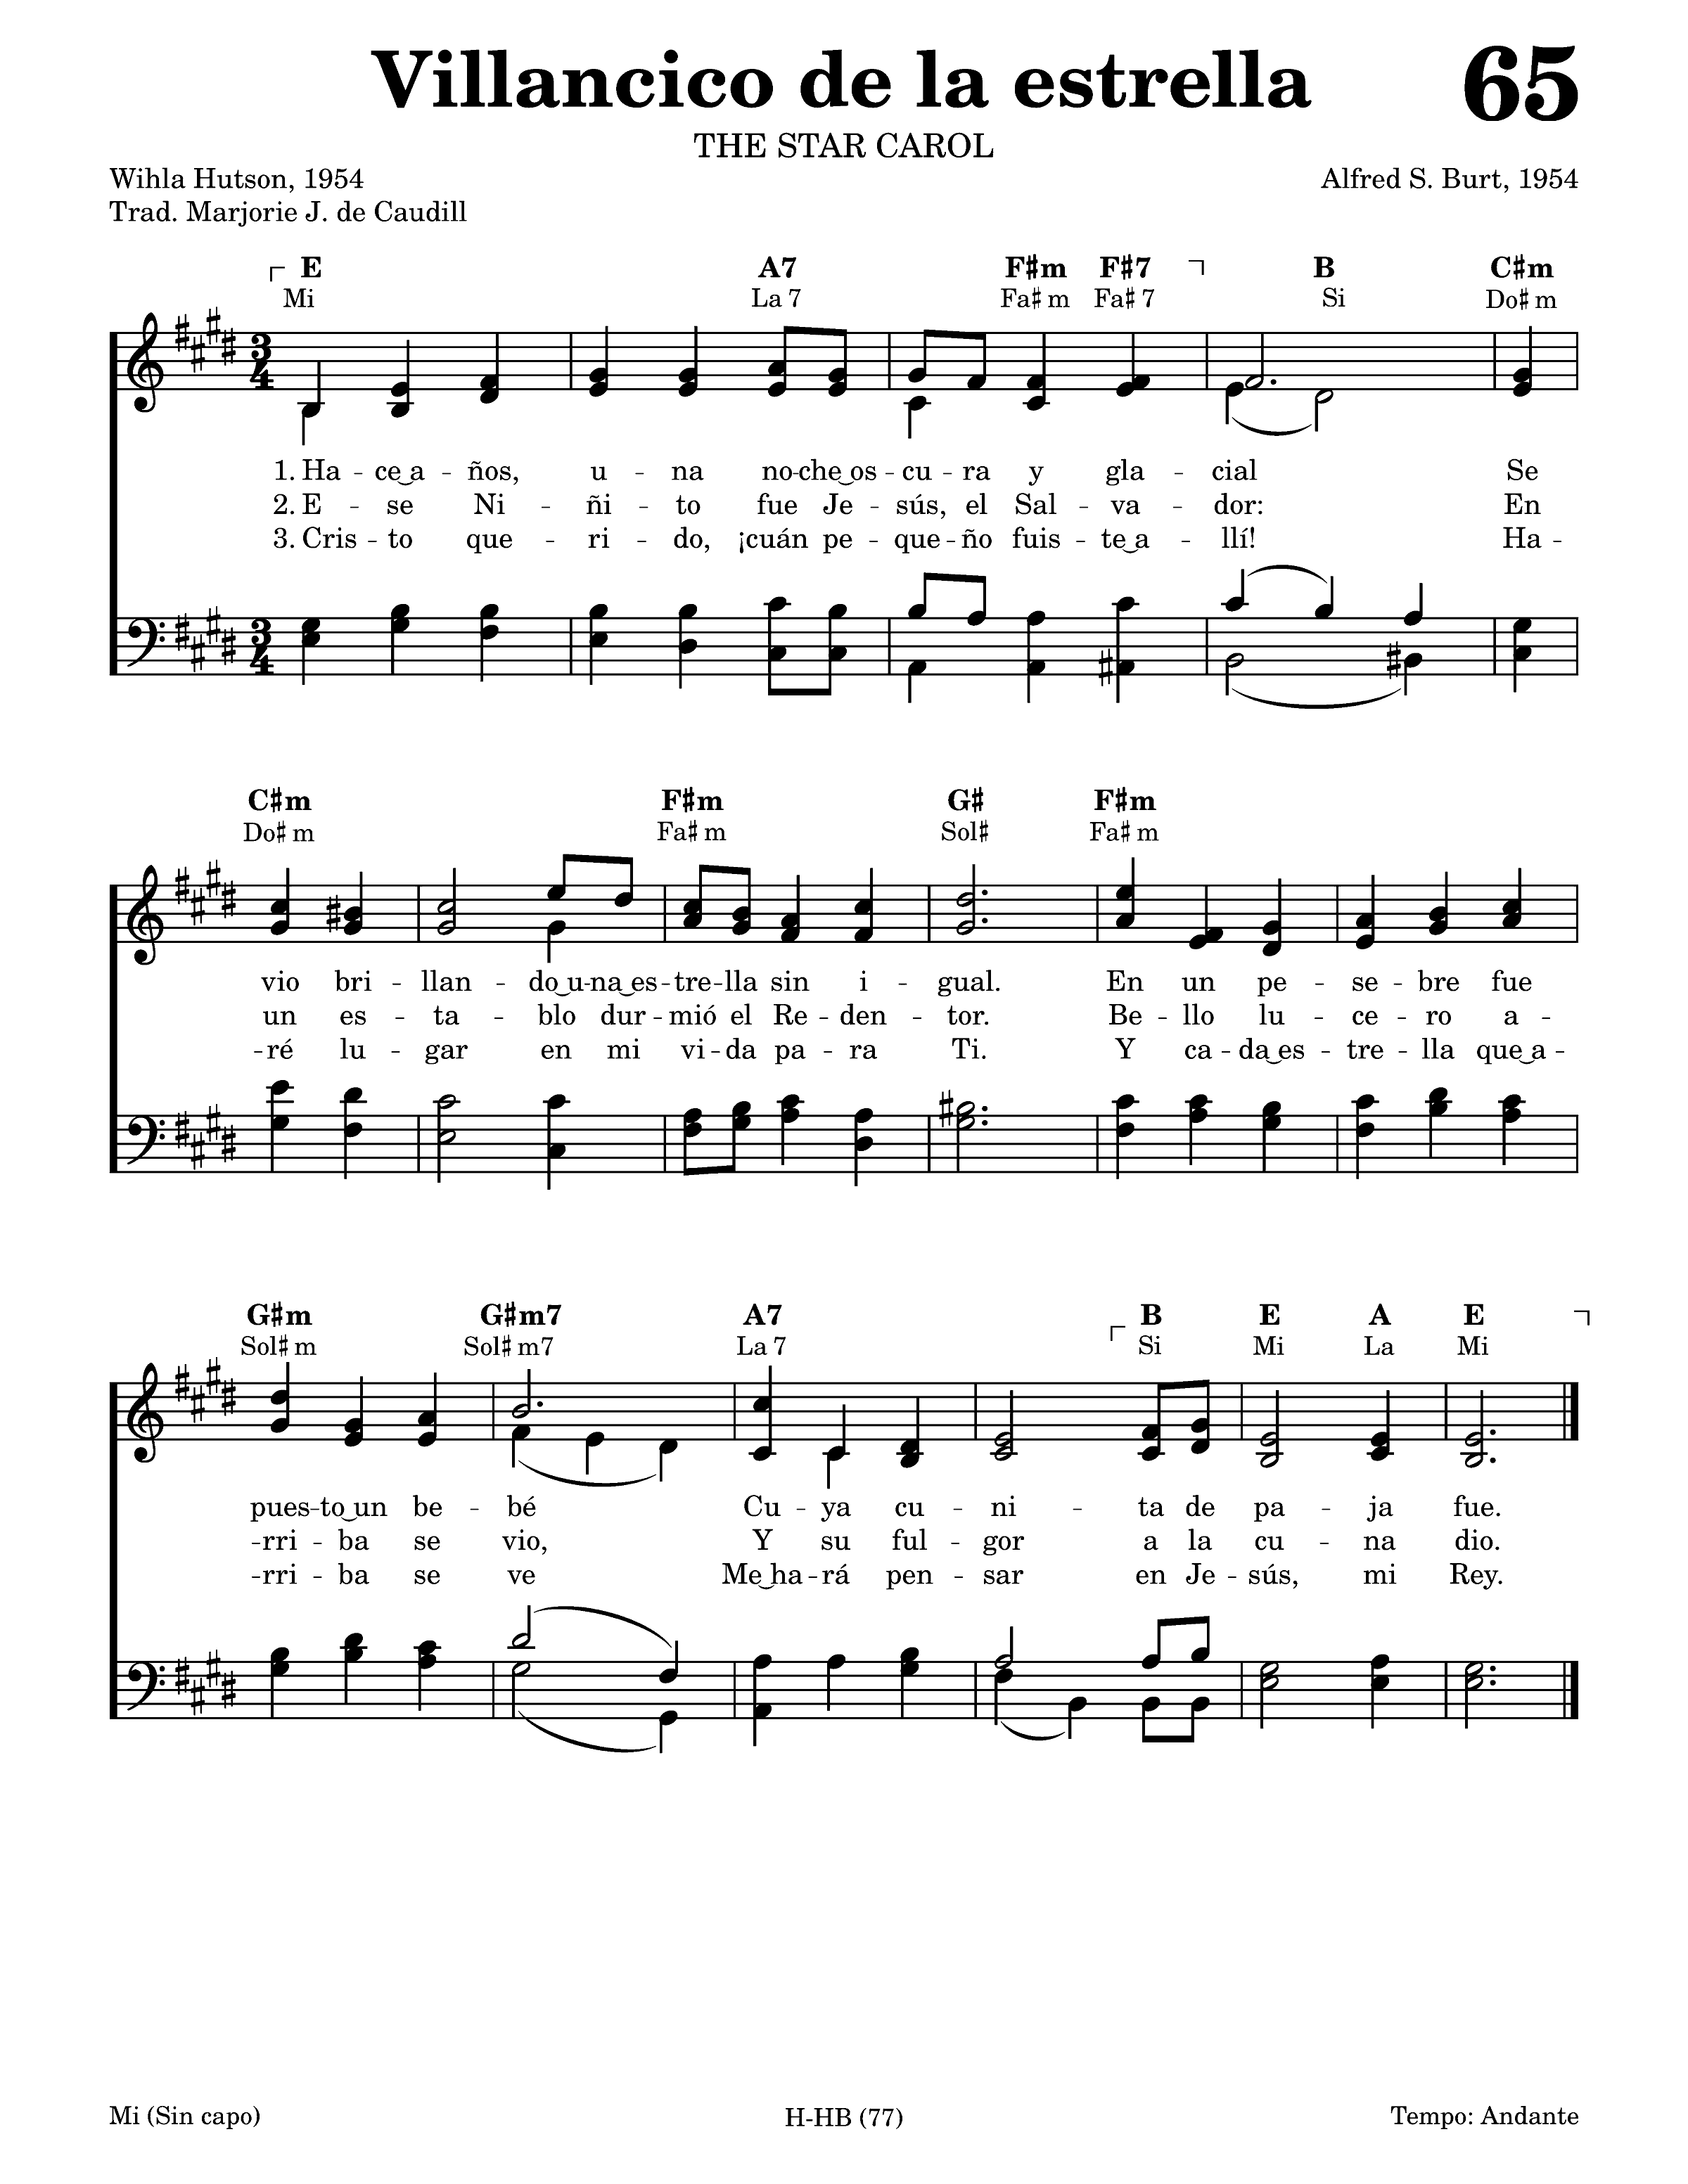 Villancico de la estrella 65
THE STAR CAROL
Wihla Hutson, 1954 Alfred S. Burt, 1954
Trad. Marjorie J. de Caudill
E A7 F♯m F♯7 B C♯m
Mi La 7 Fa♯ m Fa♯ 7 Si Do♯ m
3 4
1. Ha - ce‿a - ños, u - na no - che‿os - cu - ra y gla - cial Se
2. E - se Ni - ñi - to fue Je - sús, el Sal - va - dor: En
3. Cris - to que - ri - do, ¡cuán pe - que - ño fuis - te‿a - llí! Ha -
3 4
C♯m F♯m G♯ F♯m
Do♯ m Fa♯ m Sol♯ Fa♯ m
vio bri - llan - do‿u - na‿es - tre - lla sin i - gual. En un pe - se - bre fue
un es - ta - blo dur - mió el Re - den - tor. Be - llo lu - ce - ro a -
- ré lu - gar en mi vi - da pa - ra Ti. Y ca - da‿es - tre - lla que‿a -
G♯m G♯m7 A7 B E A E
Sol♯ m Sol♯ m7 La 7 Si Mi La Mi
pues - to‿un be - bé Cu - ya cu - ni - ta de pa - ja fue.
- rri - ba se vio, Y su ful - gor a la cu - na dio.
- rri - ba se ve Me‿ha - rá pen - sar en Je - sús, mi Rey.
Mi (Sin capo) H-HB (77) Tempo: Andante